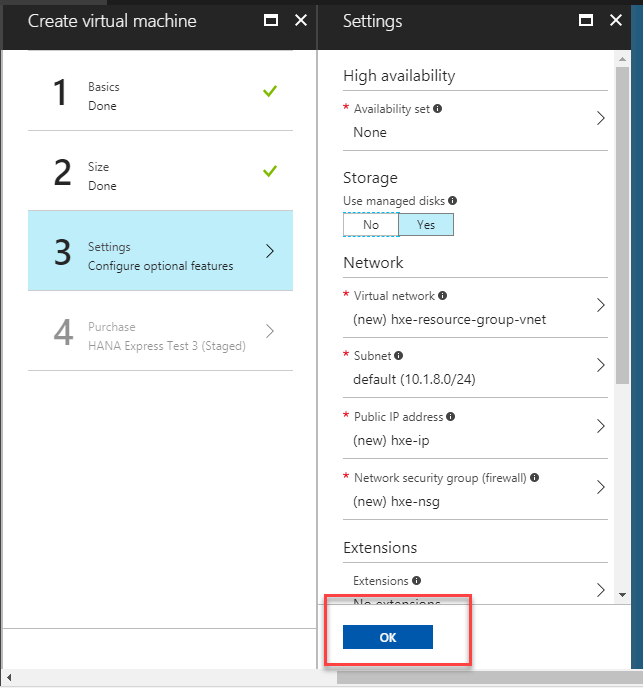 Create virtual machine
1
Basics
Done
2
Size
Done
3
Settings
Configure optional features
4
Purchase
HANA Express Test 3 (Staged)
Settings
High availability
* Availability set
None
Storage
Use managed disks
No Yes
Network
* Virtual network
(new) hxe-resource-group-vnet
* Subnet
default (10.1.8.0/24)
* Public IP address
(new) hxe-ip
* Network security group (firewall)
(new) hxe-nsg
Extensions
Extensions
No extensions
OK